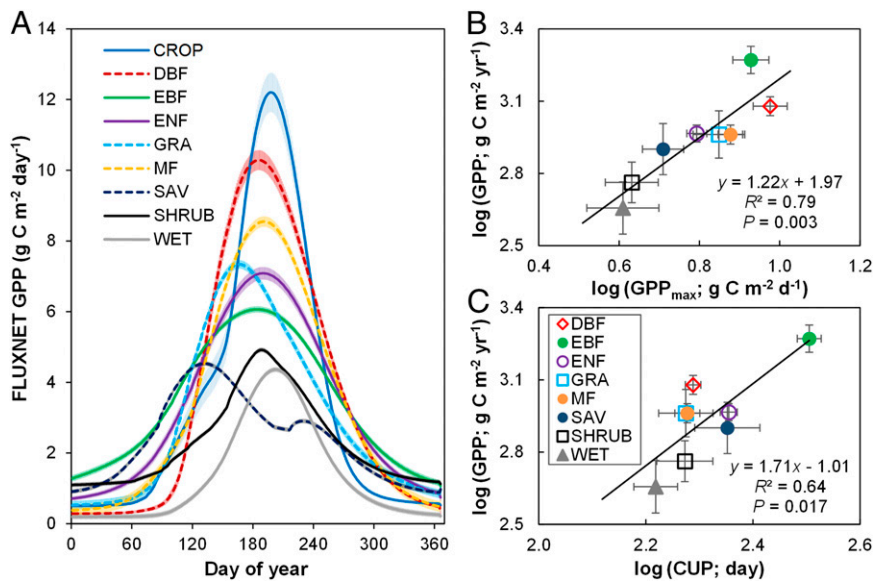 A
FLUXNET GPP (g C m-2 day-1)
14
12
10
8
6
4
2
0
CROP
DBF
EBF
ENF
GRA
MF
SAV
SHRUB
WET
0 60 120 180 240 300 360
Day of year
B
log (GPP; g C m-2 yr-1)
3.4
3.1
2.8
2.5
y = 1.22x + 1.97
R² = 0.79
P = 0.003
0.4 0.6 0.8 1.0 1.2
log (GPPmax; g C m-2 d-1)
C
log (GPP; g C m-2 yr-1)
3.4
3.1
2.8
2.5
DBF
EBF
ENF
GRA
MF
SAV
SHRUB
WET
y = 1.71x - 1.01
R² = 0.64
P = 0.017
2.0 2.2 2.4 2.6
log (CUP; day)